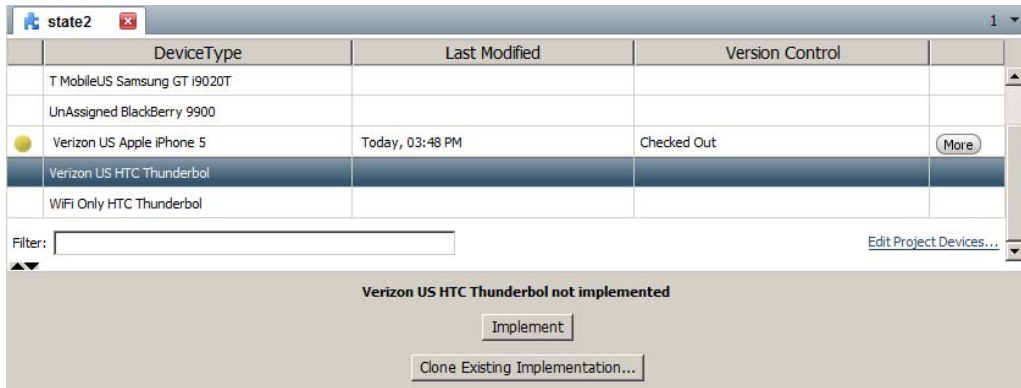 state2
1
DeviceType Last Modified Version Control
T MobileUS Samsung GT i9020T
UnAssigned BlackBerry 9900
Verizon US Apple iPhone 5 Today, 03:48 PM Checked Out More
Verizon US HTC Thunderbol
WiFi Only HTC Thunderbol
Filter: Edit Project Devices...
Verizon US HTC Thunderbol not implemented
Implement
Clone Existing Implementation...